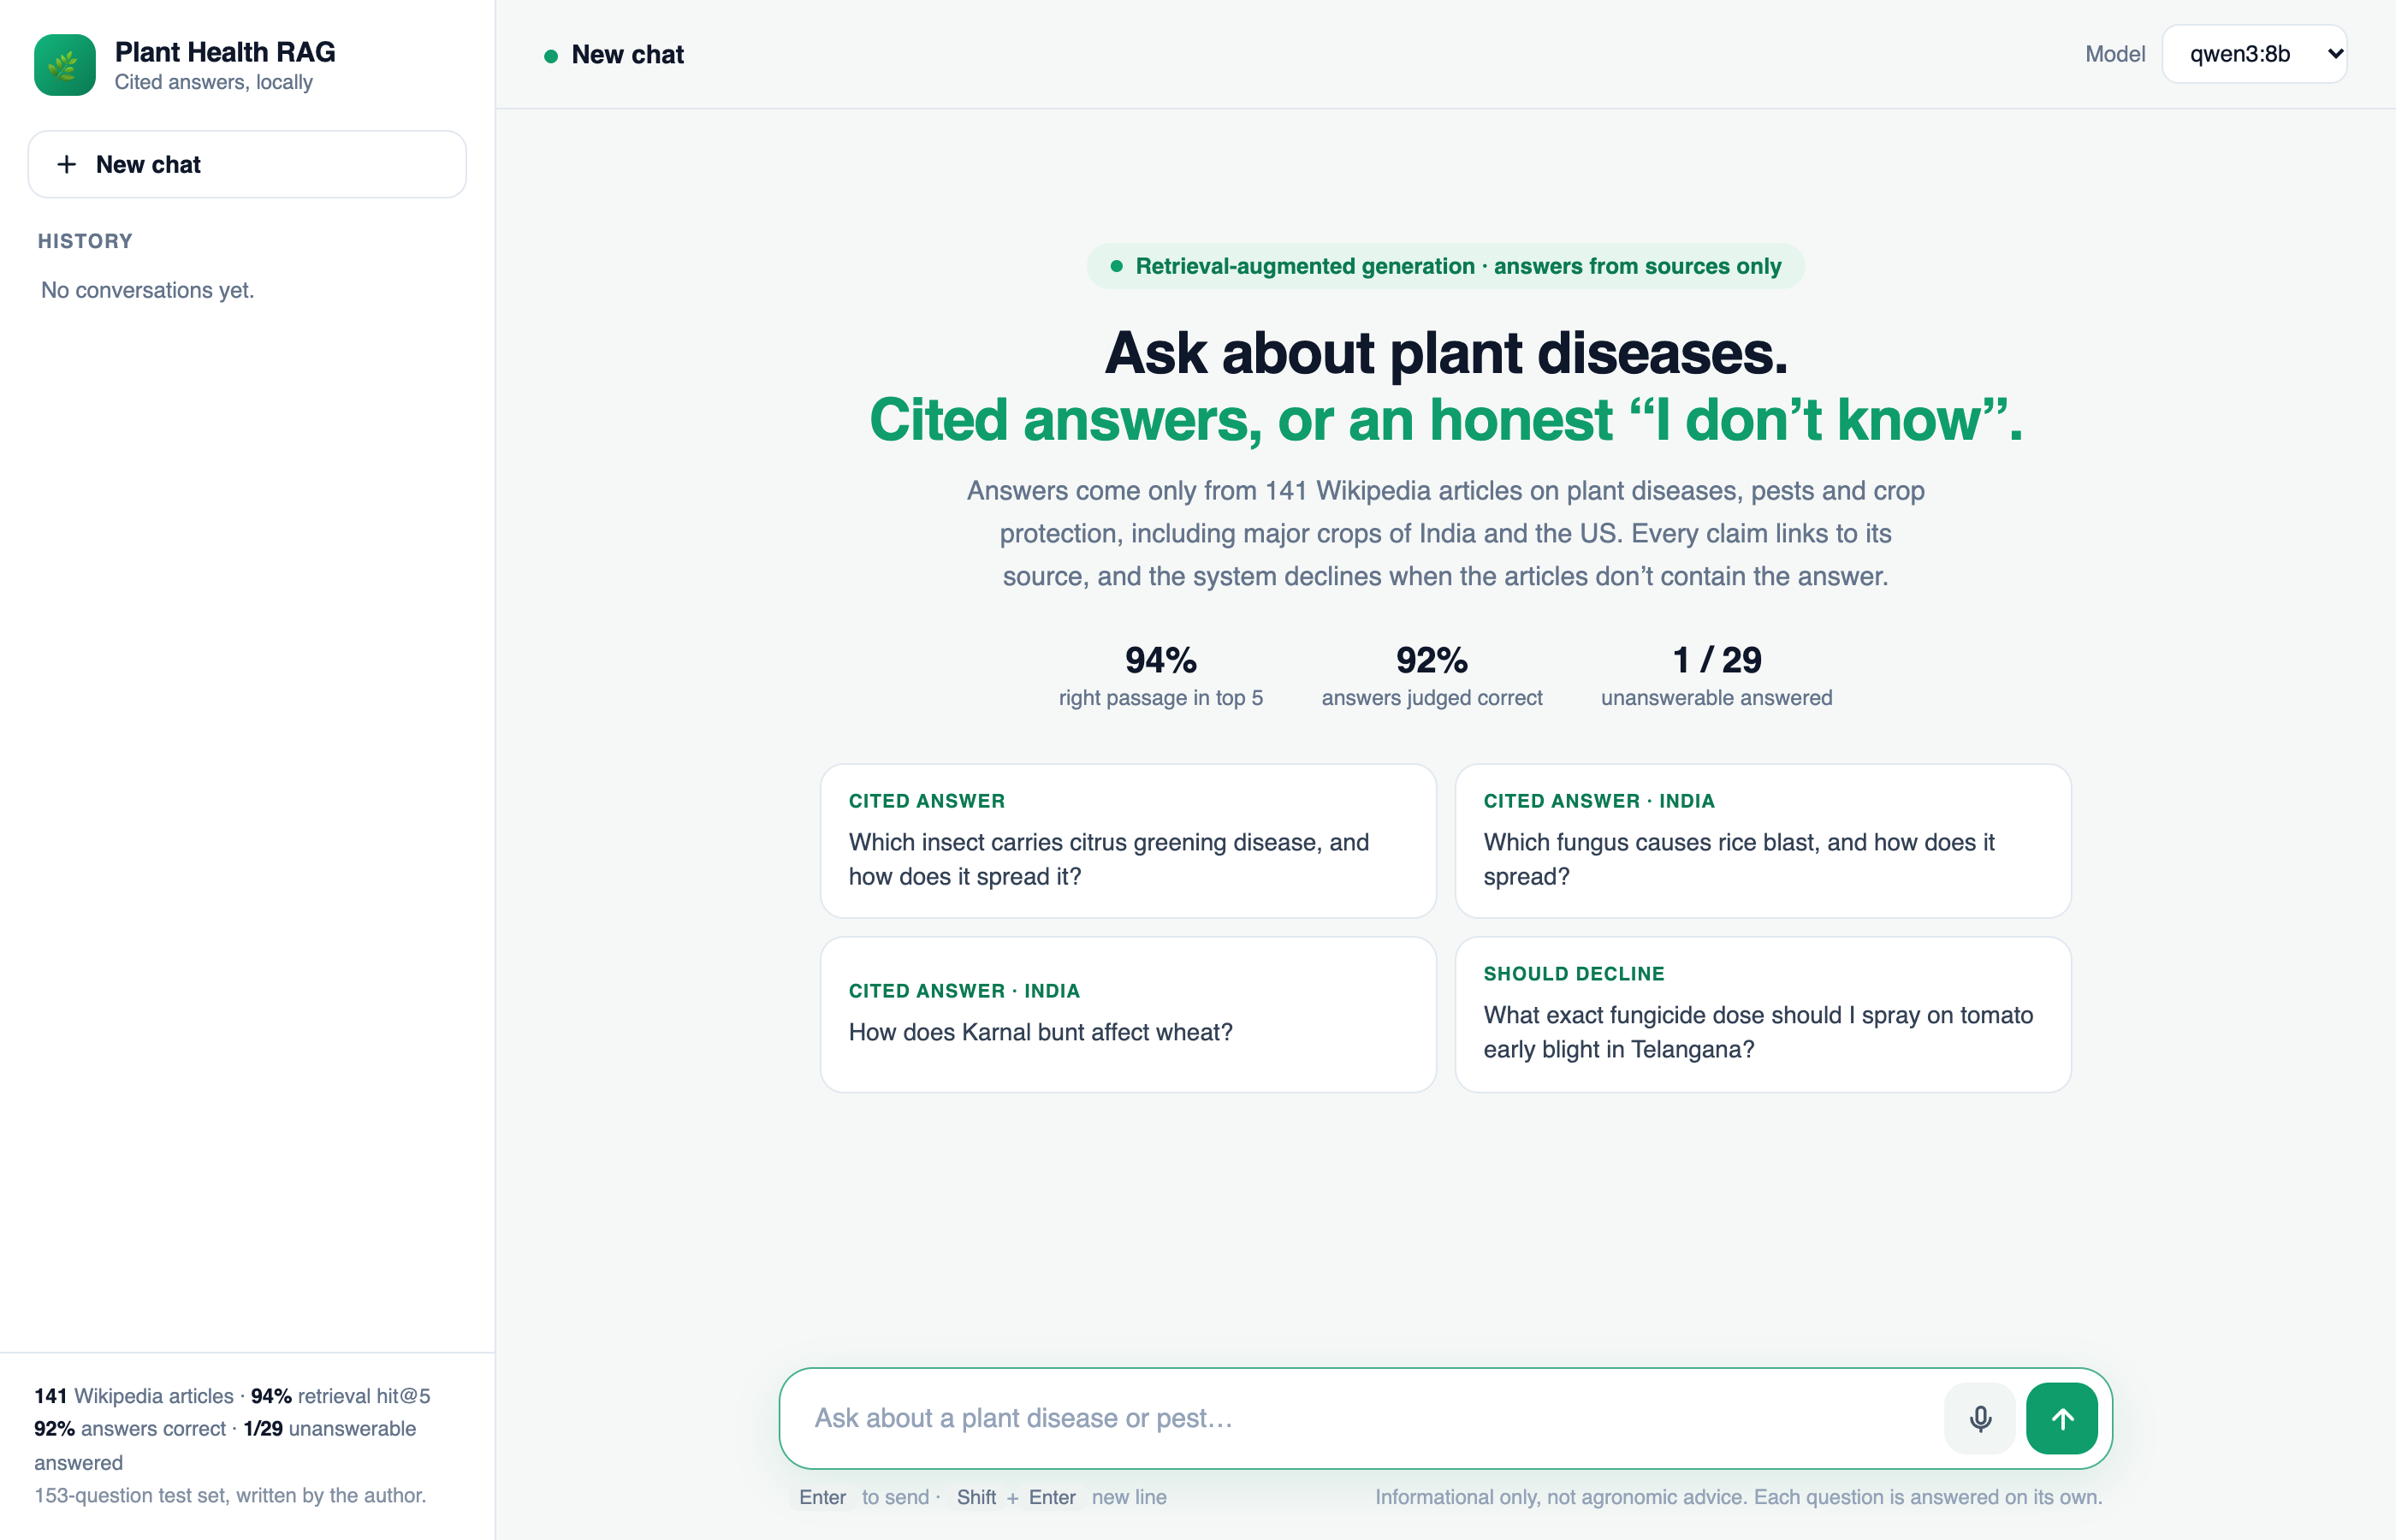 Plant Health RAG
Cited answers, locally
+ New chat
HISTORY
No conversations yet.
141 Wikipedia articles · 94% retrieval hit@5
92% answers correct · 1/29 unanswerable
answered
153-question test set, written by the author.
New chat
Model
qwen3:8b
Retrieval-augmented generation · answers from sources only
Ask about plant diseases.
Cited answers, or an honest “I don’t know”.
Answers come only from 141 Wikipedia articles on plant diseases, pests and crop
protection, including major crops of India and the US. Every claim links to its
source, and the system declines when the articles don’t contain the answer.
94%
right passage in top 5
92%
answers judged correct
1 / 29
unanswerable answered
CITED ANSWER
Which insect carries citrus greening disease, and
how does it spread it?
CITED ANSWER · INDIA
Which fungus causes rice blast, and how does it
spread?
CITED ANSWER · INDIA
How does Karnal bunt affect wheat?
SHOULD DECLINE
What exact fungicide dose should I spray on tomato
early blight in Telangana?
Ask about a plant disease or pest…
Enter to send · Shift + Enter new line
Informational only, not agronomic advice. Each question is answered on its own.